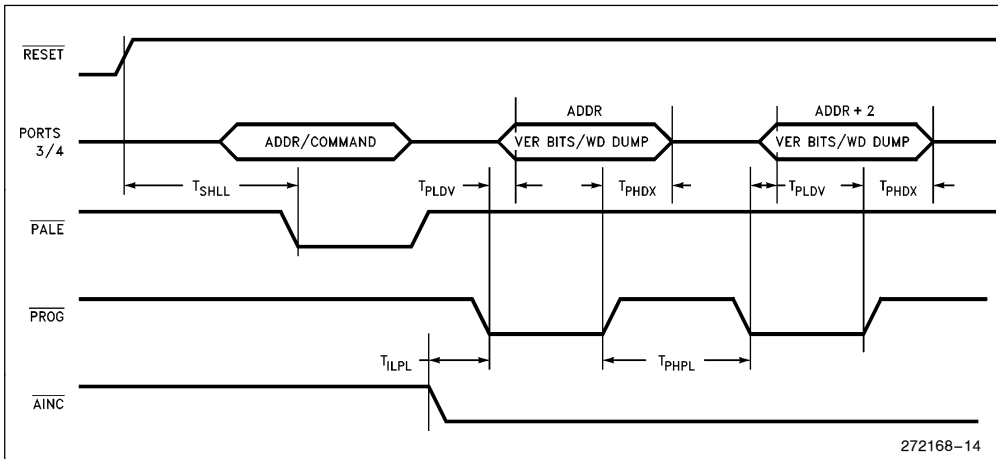 RESET
PORTS
3/4
ADDR/COMMAND
ADDR
VER BITS/WD DUMP
ADDR + 2
VER BITS/WD DUMP
TSHLL
TPLDV
TPHDX
TPLDV
TPHDX
PALE
PROG
TILPL
TPHPL
AINC
272168-14